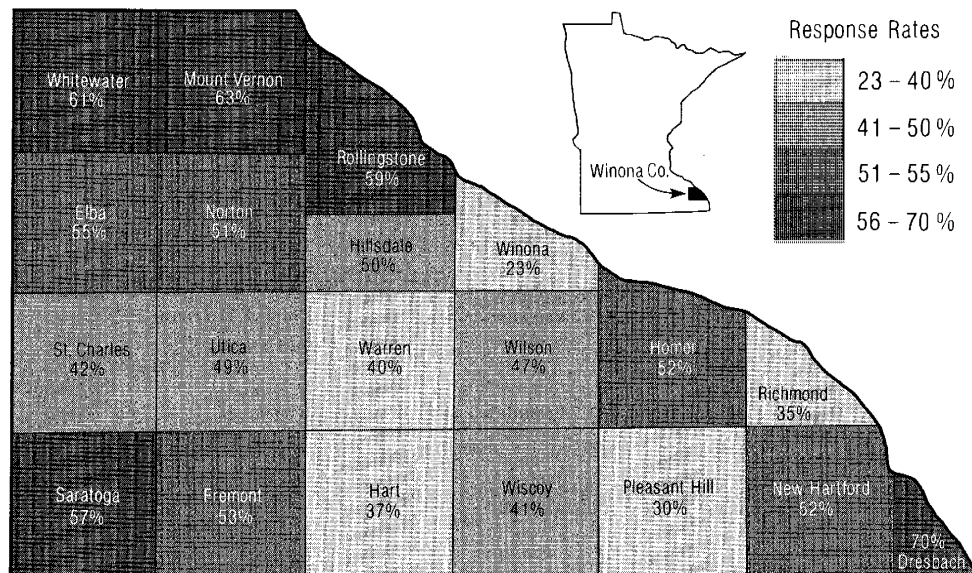 Response Rates
23 – 40 %
41 – 50 %
51 – 55 %
56 – 70 %
Winona Co.
Whitewater
61%
Mount Vernon
63%
Rollingstone
59%
Elba
55%
Norton
51%
Hillsdale
50%
Winona
23%
St. Charles
42%
Utica
49%
Warren
40%
Wilson
47%
Homer
52%
Richmond
35%
Saratoga
57%
Fremont
53%
Hart
37%
Wiscoy
41%
Pleasant Hill
30%
New Hartford
52%
70%
Dresbach